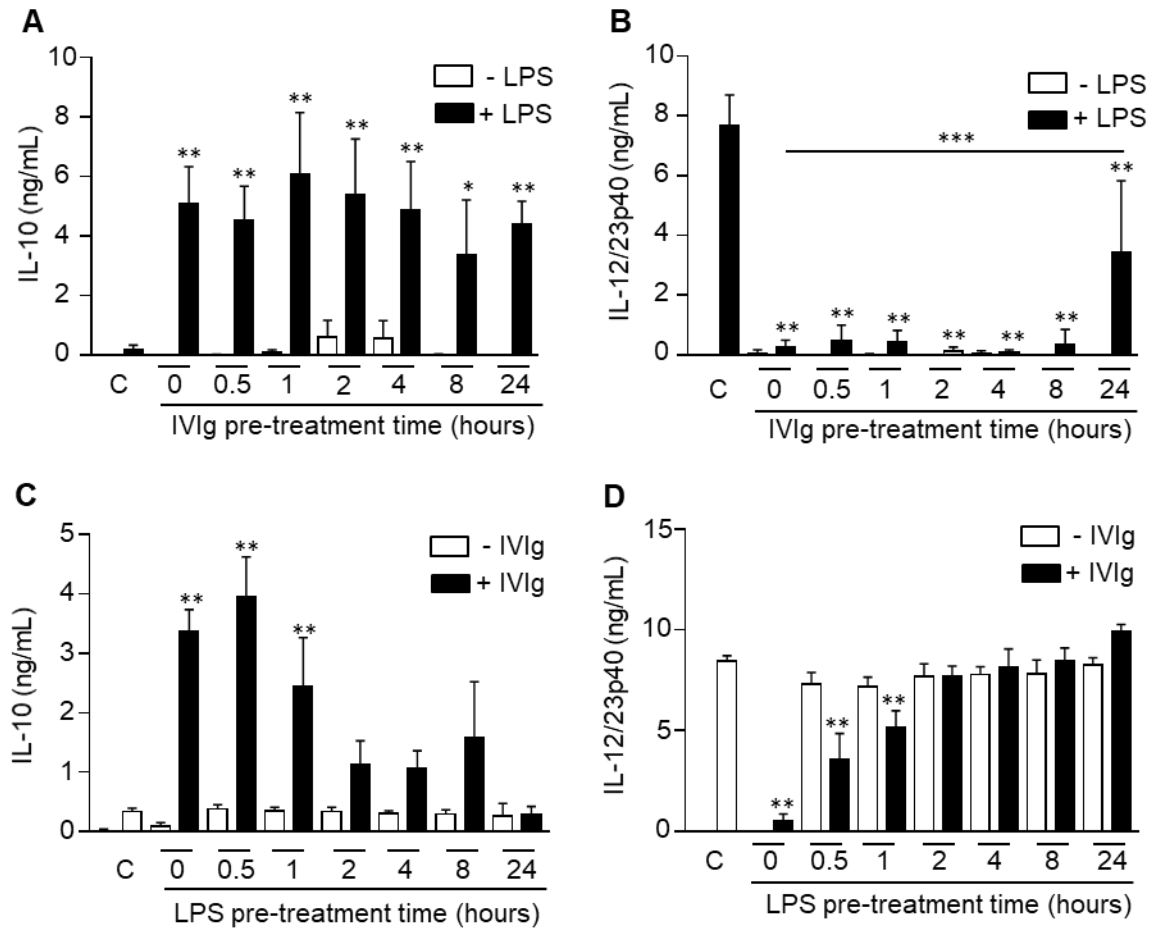 A
IL-10 (ng/mL)
10
8
6
4
2
0
- LPS
+ LPS
** ** ** ** ** * **
C 0 0.5 1 2 4 8 24
IVIg pre-treatment time (hours)
B
IL-12/23p40 (ng/mL)
10
8
6
4
2
0
- LPS
+ LPS
***
** ** ** ** ** ** **
C 0 0.5 1 2 4 8 24
IVIg pre-treatment time (hours)
C
IL-10 (ng/mL)
5
4
3
2
1
0
- IVIg
+ IVIg
** ** **
C 0 0.5 1 2 4 8 24
LPS pre-treatment time (hours)
D
IL-12/23p40 (ng/mL)
15
10
5
0
- IVIg
+ IVIg
** ** **
C 0 0.5 1 2 4 8 24
LPS pre-treatment time (hours)